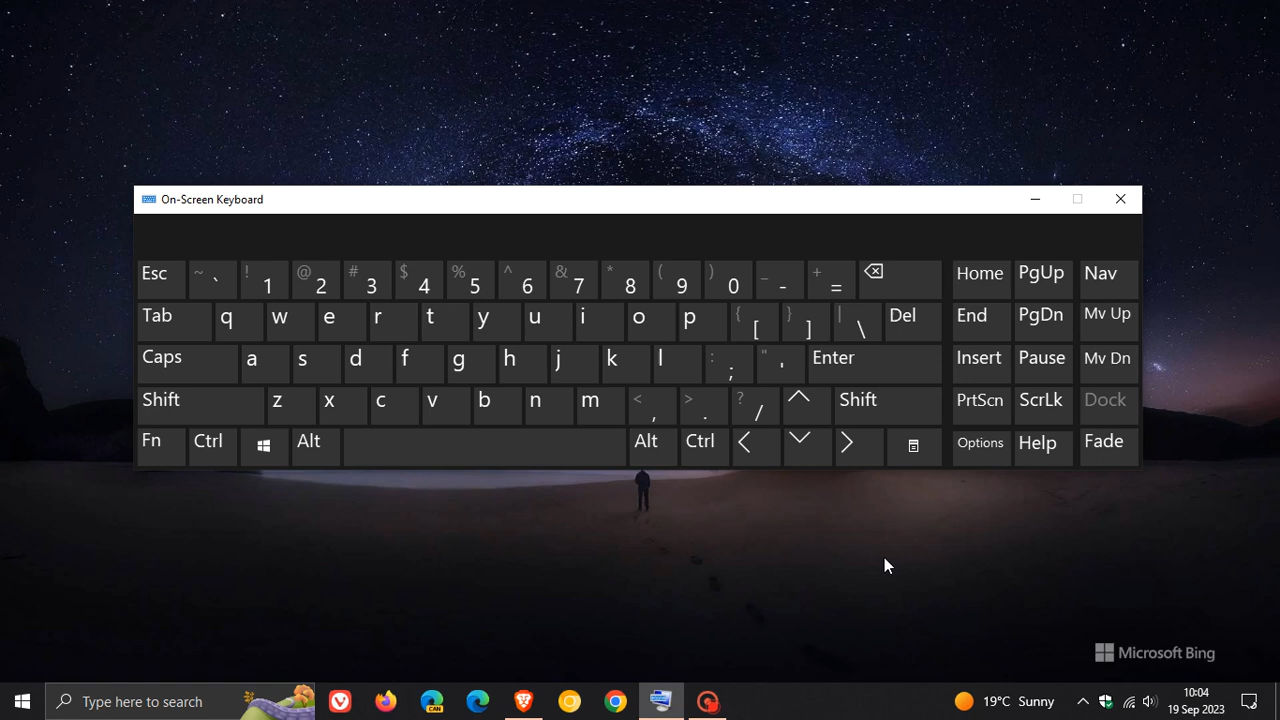 On-Screen Keyboard
Esc ~ ` ! 1 @ 2 # 3 $ 4 % 5 ^ 6 & 7 * 8 ( 9 ) 0 _ - + = Home PgUp Nav
Tab q w e r t y u i o p { [ } ] | \ Del End PgDn Mv Up
Caps a s d f g h j k l : ; " ' Enter Insert Pause Mv Dn
Shift z x c v b n m < , > . ? / Shift PrtScn ScrLk Dock
Fn Ctrl Alt Alt Ctrl Options Help Fade
Microsoft Bing
Type here to search
CAN
19°C Sunny
10:04
19 Sep 2023